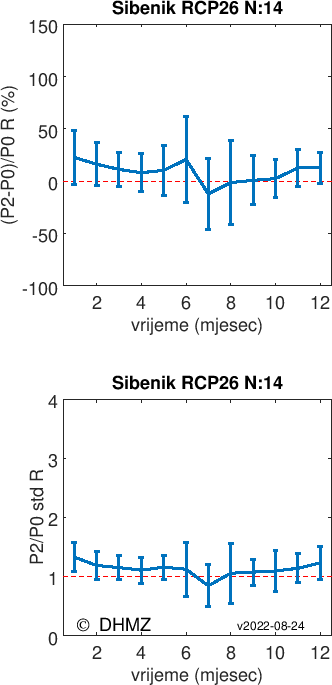 Sibenik RCP26 N:14
150
100
50
0
-50
-100
(P2-P0)/P0 R (%)
2 4 6 8 10 12
vrijeme (mjesec)
Sibenik RCP26 N:14
4
3
2
1
0
P2/P0 std R
© DHMZ
v2022-08-24
2 4 6 8 10 12
vrijeme (mjesec)